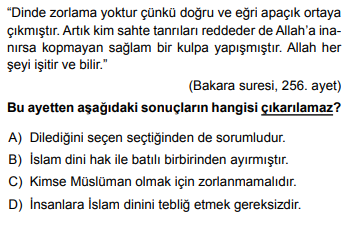 “Dinde zorlama yoktur çünkü doğru ve eğri apaçık ortaya
çıkmıştır. Artık kim sahte tanrıları reddeder de Allah’a ina-
nırsa kopmayan sağlam bir kulpa yapışmıştır. Allah her
şeyi işitir ve bilir.”
(Bakara suresi, 256. ayet)
Bu ayetten aşağıdaki sonuçların hangisi çıkarılamaz?
A) Dilediğini seçen seçtiğinden de sorumludur.
B) İslam dini hak ile batılı birbirinden ayırmıştır.
C) Kimse Müslüman olmak için zorlanmamalıdır.
D) İnsanlara İslam dinini tebliğ etmek gereksizdir.